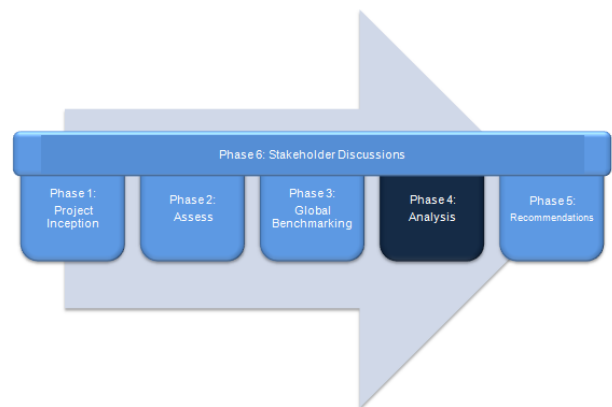 Phase 6: Stakeholder Discussions
Phase 1:
Project
Inception
Phase 2:
Assess
Phase 3:
Global
Benchmarking
Phase 4:
Analysis
Phase 5:
Recommendations